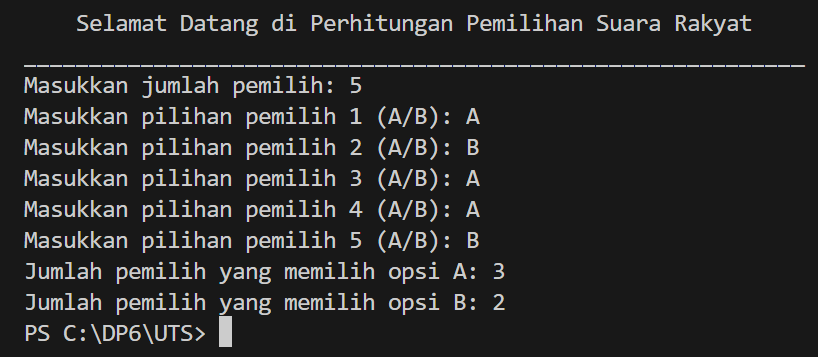 Selamat Datang di Perhitungan Pemilihan Suara Rakyat
____________________________________________________________
Masukkan jumlah pemilih: 5
Masukkan pilihan pemilih 1 (A/B): A
Masukkan pilihan pemilih 2 (A/B): B
Masukkan pilihan pemilih 3 (A/B): A
Masukkan pilihan pemilih 4 (A/B): A
Masukkan pilihan pemilih 5 (A/B): B
Jumlah pemilih yang memilih opsi A: 3
Jumlah pemilih yang memilih opsi B: 2
PS C:\DP6\UTS>